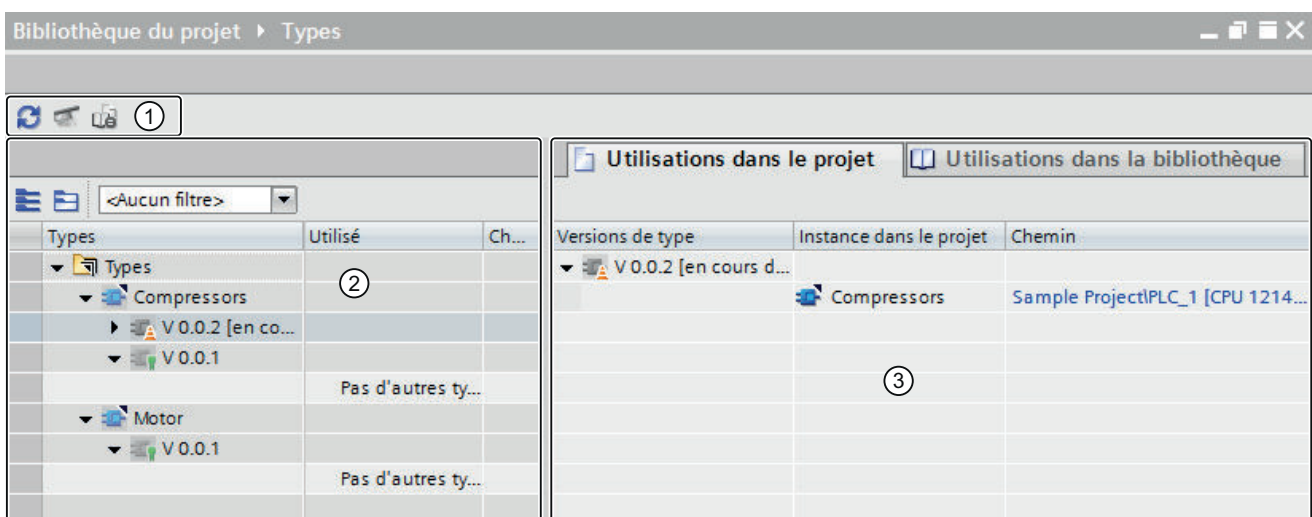 Bibliothèque du projet ▸ Types
1
Utilisations dans le projet Utilisations dans la bibliothèque
<Aucun filtre>
Types Utilisé Ch... Versions de type Instance dans le projet Chemin
Types V 0.0.2 [en cours d...
2
Compressors Compressors Sample Project\PLC_1 [CPU 1214...
V 0.0.2 [en co...
V 0.0.1
Pas d'autres ty...
3
Motor
V 0.0.1
Pas d'autres ty...